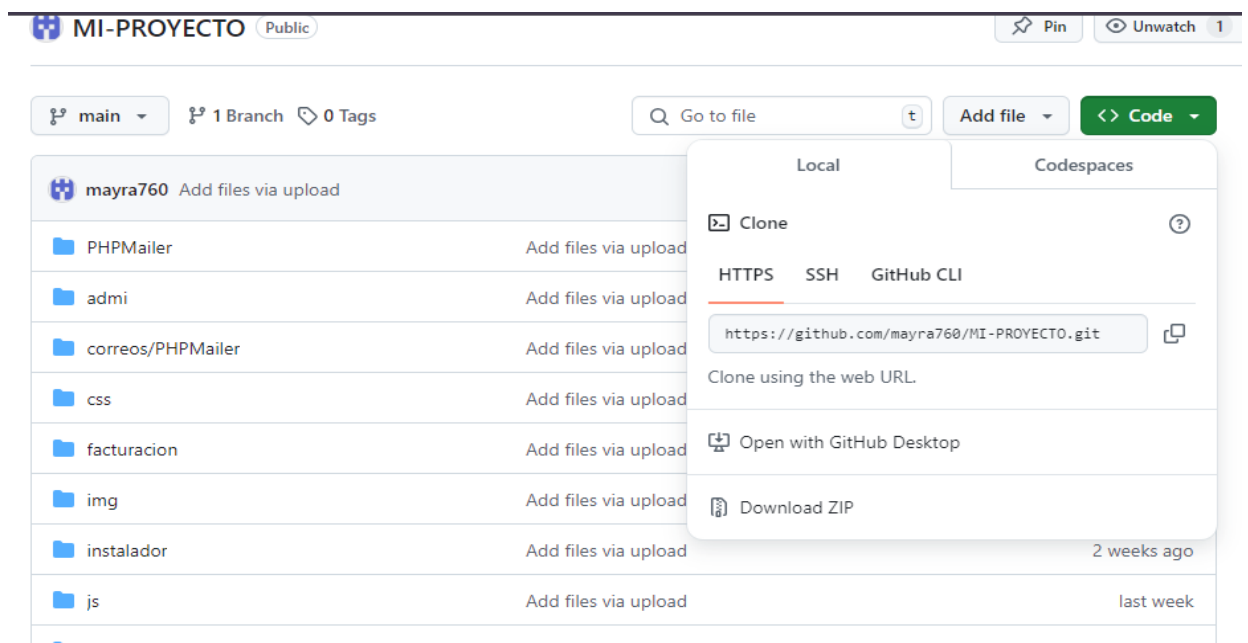 MI-PROYECTO Public Pin Unwatch 1
main 1 Branch 0 Tags Go to file t Add file Code
mayra760 Add files via upload
PHPMailer Add files via upload
admi Add files via upload
correos/PHPMailer Add files via upload
css Add files via upload
facturacion Add files via upload
img Add files via upload
instalador Add files via upload 2 weeks ago
js Add files via upload last week
Local Codespaces
Clone
HTTPS SSH GitHub CLI
https://github.com/mayra760/MI-PROYECTO.git
Clone using the web URL.
Open with GitHub Desktop
Download ZIP